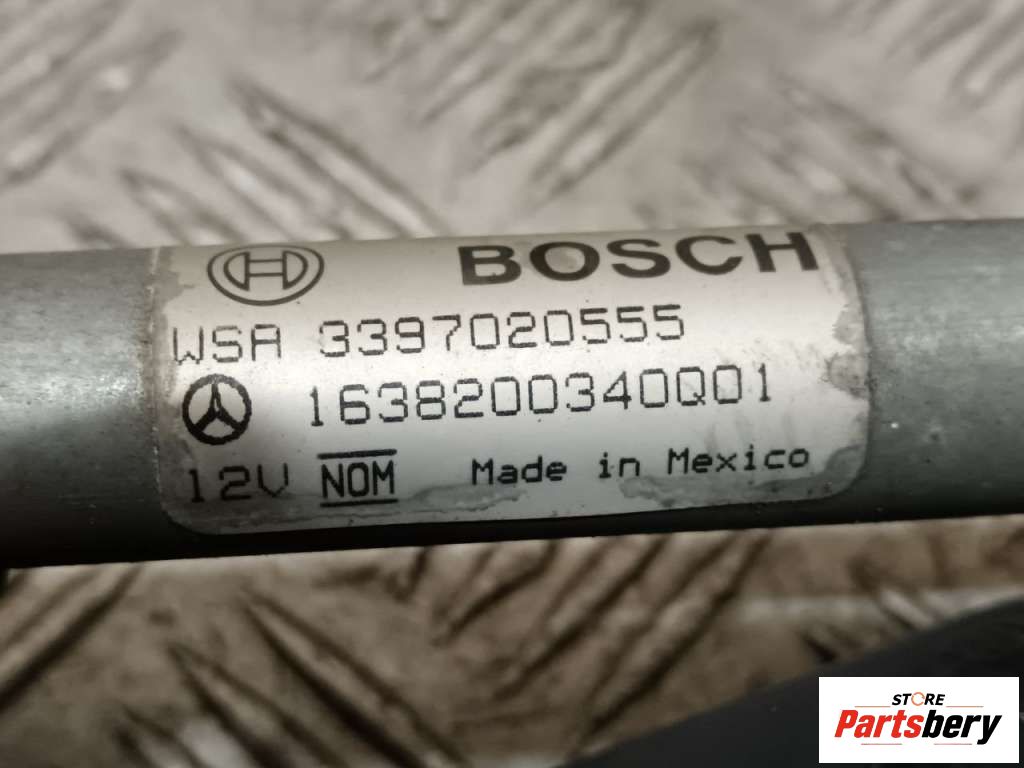 BOSCH
WSA 3397020555
1638200340Q01
12V NOM Made in Mexico
STORE
Partsbery